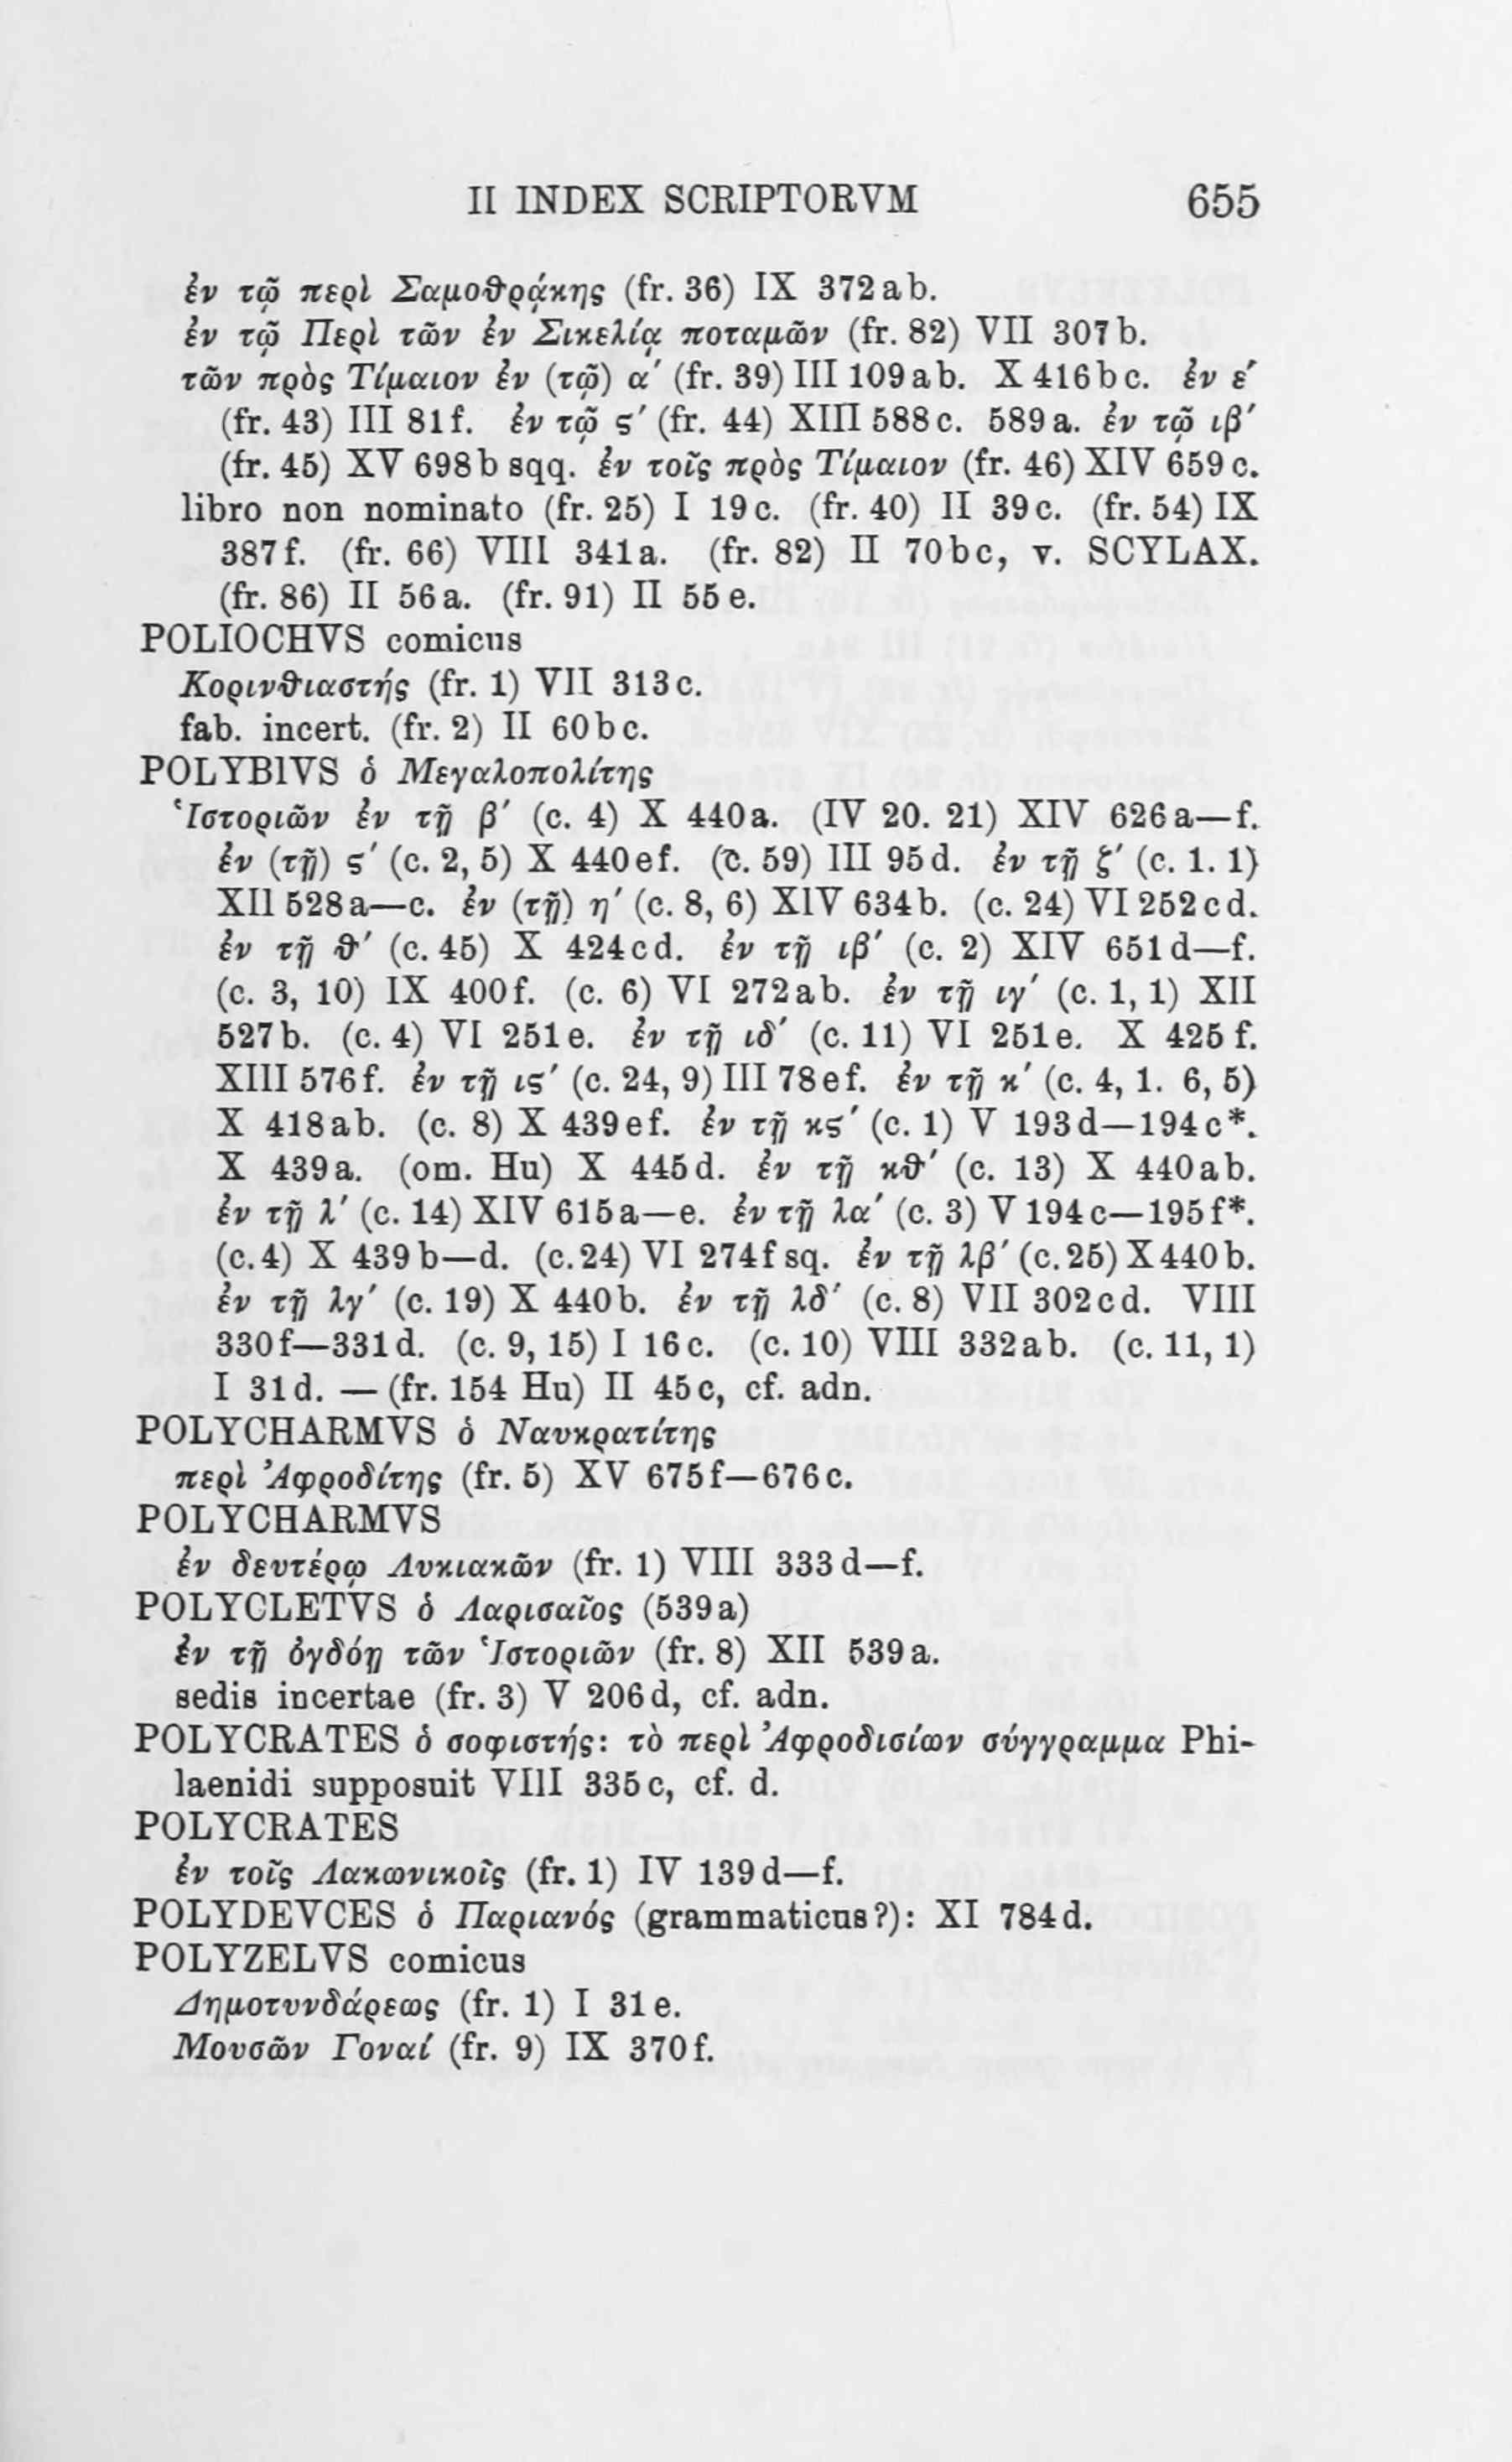 II INDEX SCRIPTORVM 655
ἐν τῷ περὶ Σαμοθρᾴκης (fr. 36) IX 372ab.
ἐν τῷ Περὶ τῶν ἐν Σικελίᾳ ποταμῶν (fr. 82) VII 307b.
τῶν πρὸς Τίμαιον ἐν (τῷ) α′ (fr. 39) III 109ab. X 416bc. ἐν ε′
(fr. 43) III 81f. ἐν τῷ ϛ′ (fr. 44) XIII 588c. 589a. ἐν τῷ ιβ′
(fr. 45) XV 698b sqq. ἐν τοῖς πρὸς Τίμαιον (fr. 46) XIV 659c.
libro non nominato (fr. 25) I 19c. (fr. 40) II 39c. (fr. 54) IX
387f. (fr. 66) VIII 341a. (fr. 82) II 70bc, v. SCYLAX.
(fr. 86) II 56a. (fr. 91) II 55e.
POLIOCHVS comicus
Κορινθιαστής (fr. 1) VII 313c.
fab. incert. (fr. 2) II 60bc.
POLYBIVS ὁ Μεγαλοπολίτης
Ἱστοριῶν ἐν τῇ β′ (c. 4) X 440a. (IV 20. 21) XIV 626a—f.
ἐν (τῇ) ϛ′ (c. 2, 5) X 440ef. (c. 59) III 95d. ἐν τῇ ζ′ (c. 1. 1)
XII 528a—c. ἐν (τῇ) η′ (c. 8, 6) XIV 634b. (c. 24) VI 252cd.
ἐν τῇ θ′ (c. 45) X 424cd. ἐν τῇ ιβ′ (c. 2) XIV 651d—f.
(c. 3, 10) IX 400f. (c. 6) VI 272ab. ἐν τῇ ιγ′ (c. 1, 1) XII
527b. (c. 4) VI 251e. ἐν τῇ ιδ′ (c. 11) VI 251e. X 425f.
XIII 576f. ἐν τῇ ιϛ′ (c. 24, 9) III 78ef. ἐν τῇ κ′ (c. 4, 1. 6, 5)
X 418ab. (c. 8) X 439ef. ἐν τῇ κϛ′ (c. 1) V 193d—194c*.
X 439a. (om. Hu) X 445d. ἐν τῇ κθ′ (c. 13) X 440ab.
ἐν τῇ λ′ (c. 14) XIV 615a—e. ἐν τῇ λα′ (c. 3) V 194c—195f*.
(c. 4) X 439b—d. (c. 24) VI 274f sq. ἐν τῇ λβ′ (c. 25) X 440b.
ἐν τῇ λγ′ (c. 19) X 440b. ἐν τῇ λδ′ (c. 8) VII 302cd. VIII
330f—331d. (c. 9, 15) I 16c. (c. 10) VIII 332ab. (c. 11, 1)
I 31d. — (fr. 154 Hu) II 45c, cf. adn.
POLYCHARMVS ὁ Ναυκρατίτης
περὶ Ἀφροδίτης (fr. 5) XV 675f—676c.
POLYCHARMVS
ἐν δευτέρῳ Λυκιακῶν (fr. 1) VIII 333d—f.
POLYCLETVS ὁ Λαρισαῖος (539a)
ἐν τῇ ὀγδόῃ τῶν Ἱστοριῶν (fr. 8) XII 539a.
sedis incertae (fr. 3) V 206d, cf. adn.
POLYCRATES ὁ σοφιστής: τὸ περὶ Ἀφροδισίων σύγγραμμα Phi-
laenidi supposuit VIII 335c, cf. d.
POLYCRATES
ἐν τοῖς Λακωνικοῖς (fr. 1) IV 139d—f.
POLYDEVCES ὁ Παριανός (grammaticus?): XI 784d.
POLYZELVS comicus
Δημοτυνδάρεως (fr. 1) I 31e.
Μουσῶν Γοναί (fr. 9) IX 370f.